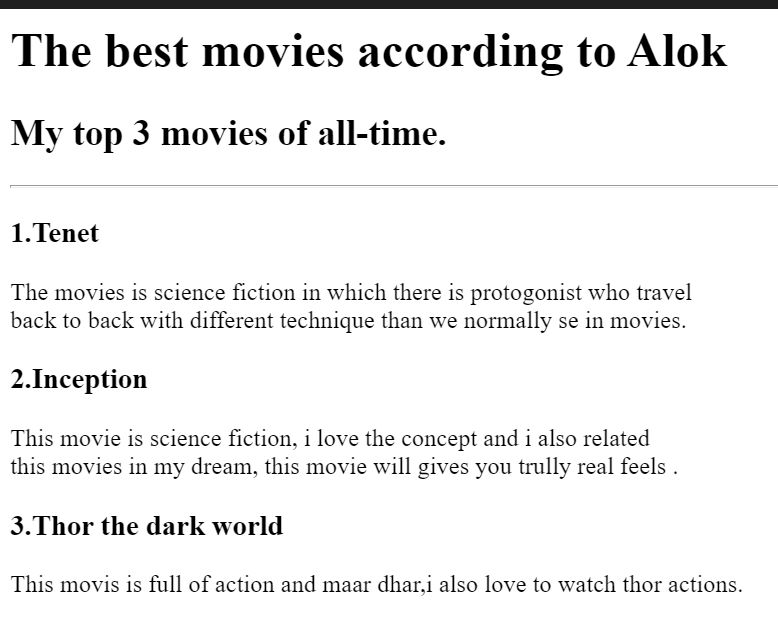 The best movies according to Alok
My top 3 movies of all-time.
1.Tenet
The movies is science fiction in which there is protogonist who travel
back to back with different technique than we normally se in movies.
2.Inception
This movie is science fiction, i love the concept and i also related
this movies in my dream, this movie will gives you trully real feels .
3.Thor the dark world
This movis is full of action and maar dhar,i also love to watch thor actions.